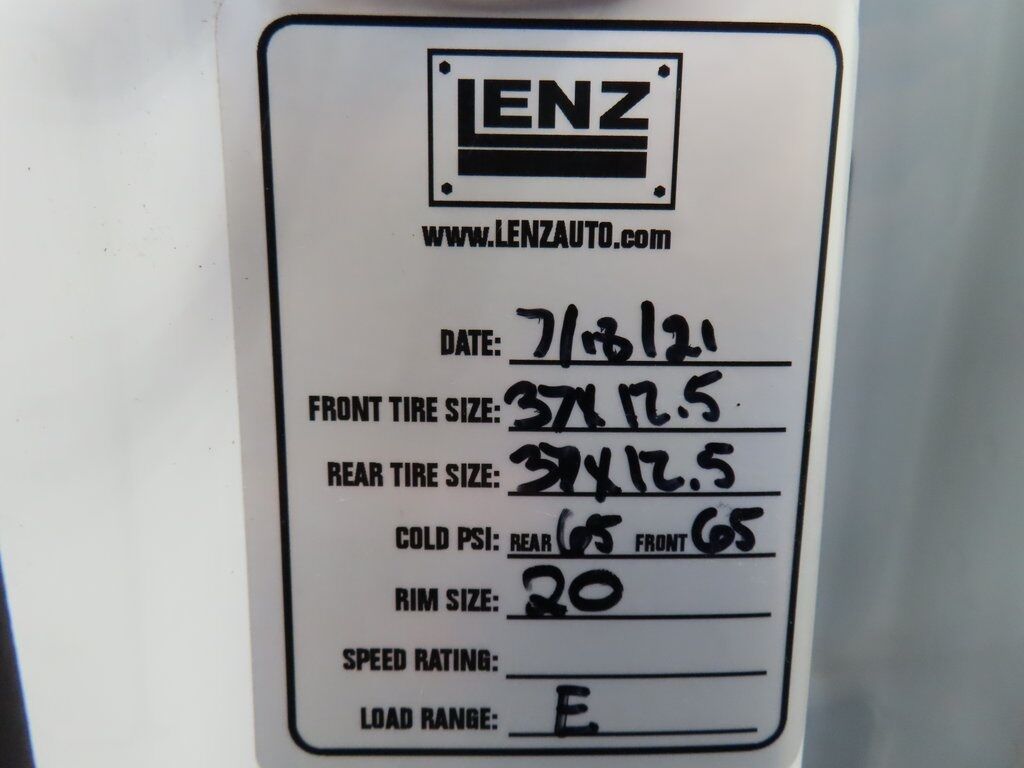 LENZ
www.LENZAUTO.com
DATE: 7/18/21
FRONT TIRE SIZE: 37X12.5
REAR TIRE SIZE: 37X12.5
COLD PSI: REAR 65 FRONT 65
RIM SIZE: 20
SPEED RATING:
LOAD RANGE: E